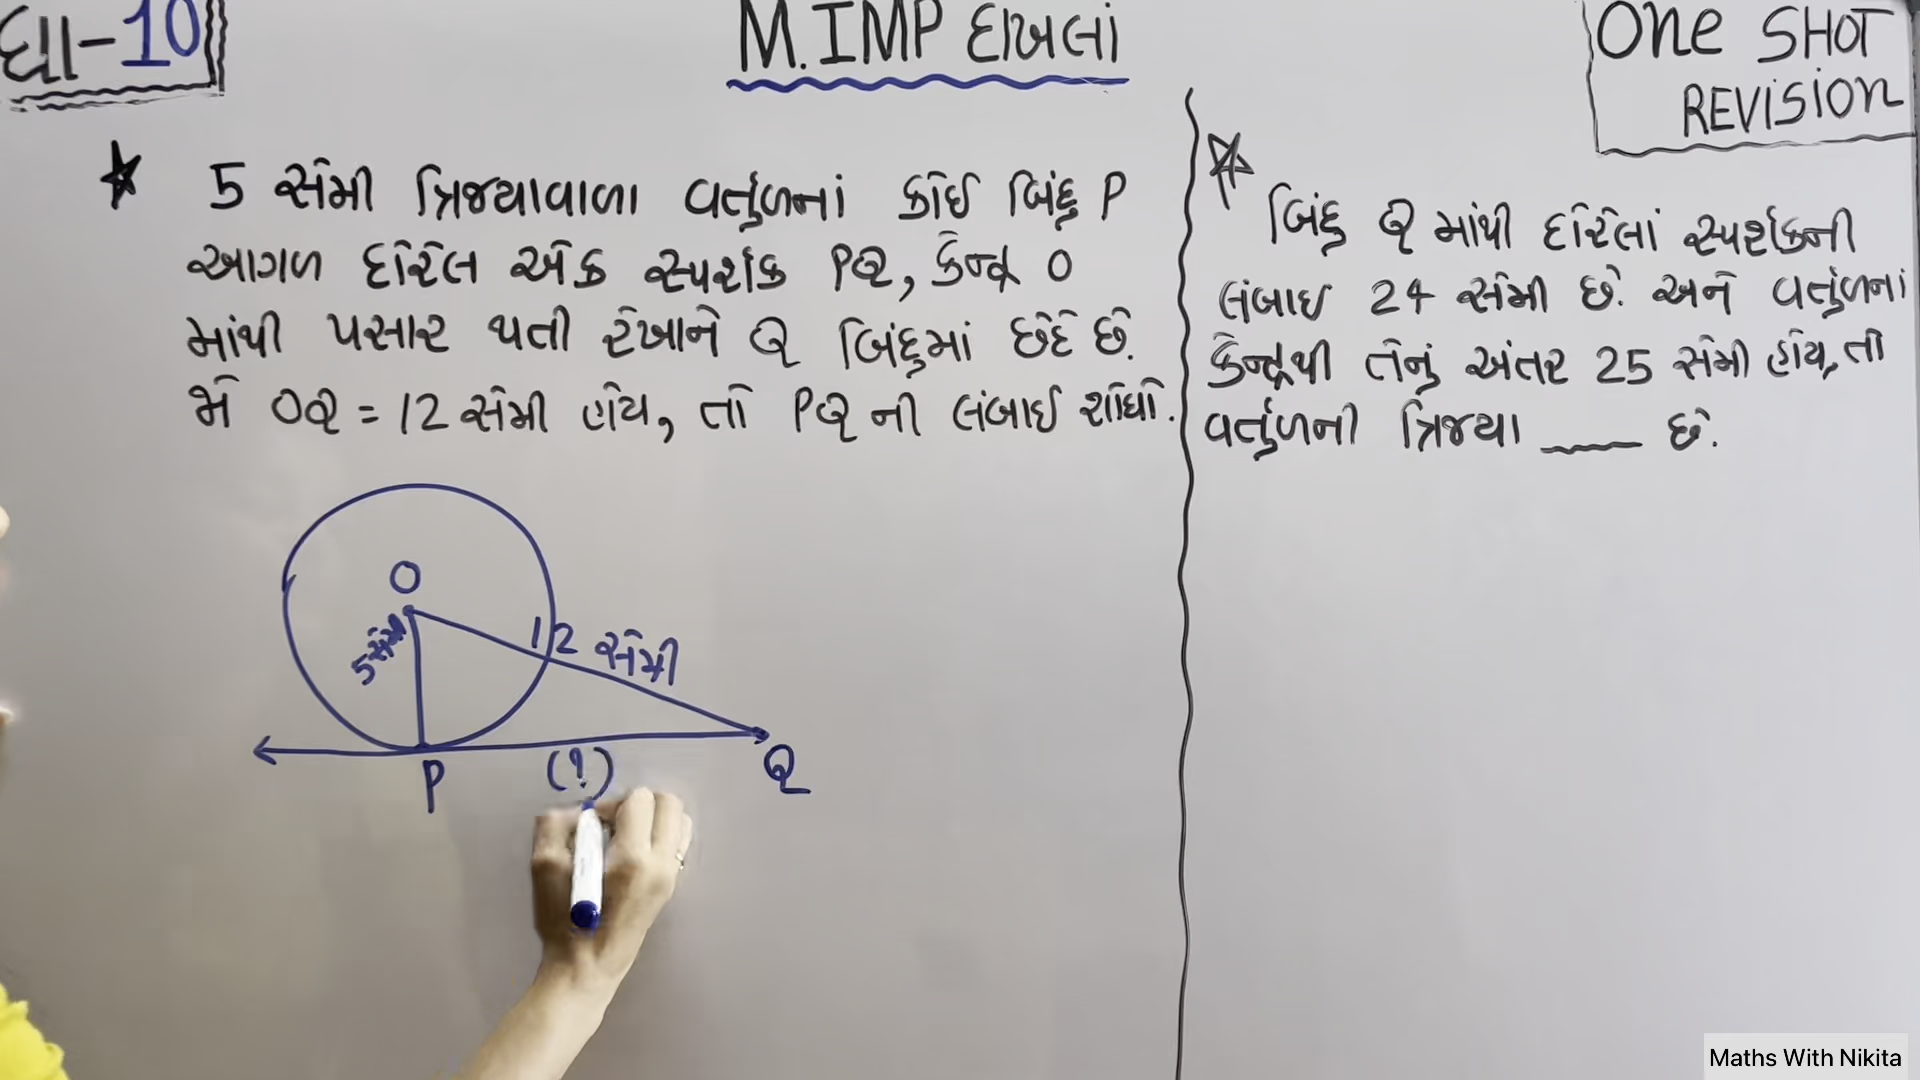 ધો-10
M.IMP દાખલાં
One SHOT
REVISION
5 સેમી ત્રિજ્યાવાળા વર્તુળનાં કોઈ બિંદુ P
આગળ દોરેલ એક સ્પર્શક PQ, કેન્દ્ર O
માંથી પસાર થતી રેખાને Q બિંદુમાં છેદે છે.
જો OQ = 12 સેમી હોય, તો PQ ની લંબાઈ શોધો.
બિંદુ Q માંથી દોરેલાં સ્પર્શકની
લંબાઈ 24 સેમી છે. અને વર્તુળનાં
કેન્દ્રથી તેનું અંતર 25 સેમી હોય, તો
વર્તુળની ત્રિજ્યા ____ છે.
O
5 સેમી
12 સેમી
P
(?)
Q
Maths With Nikita